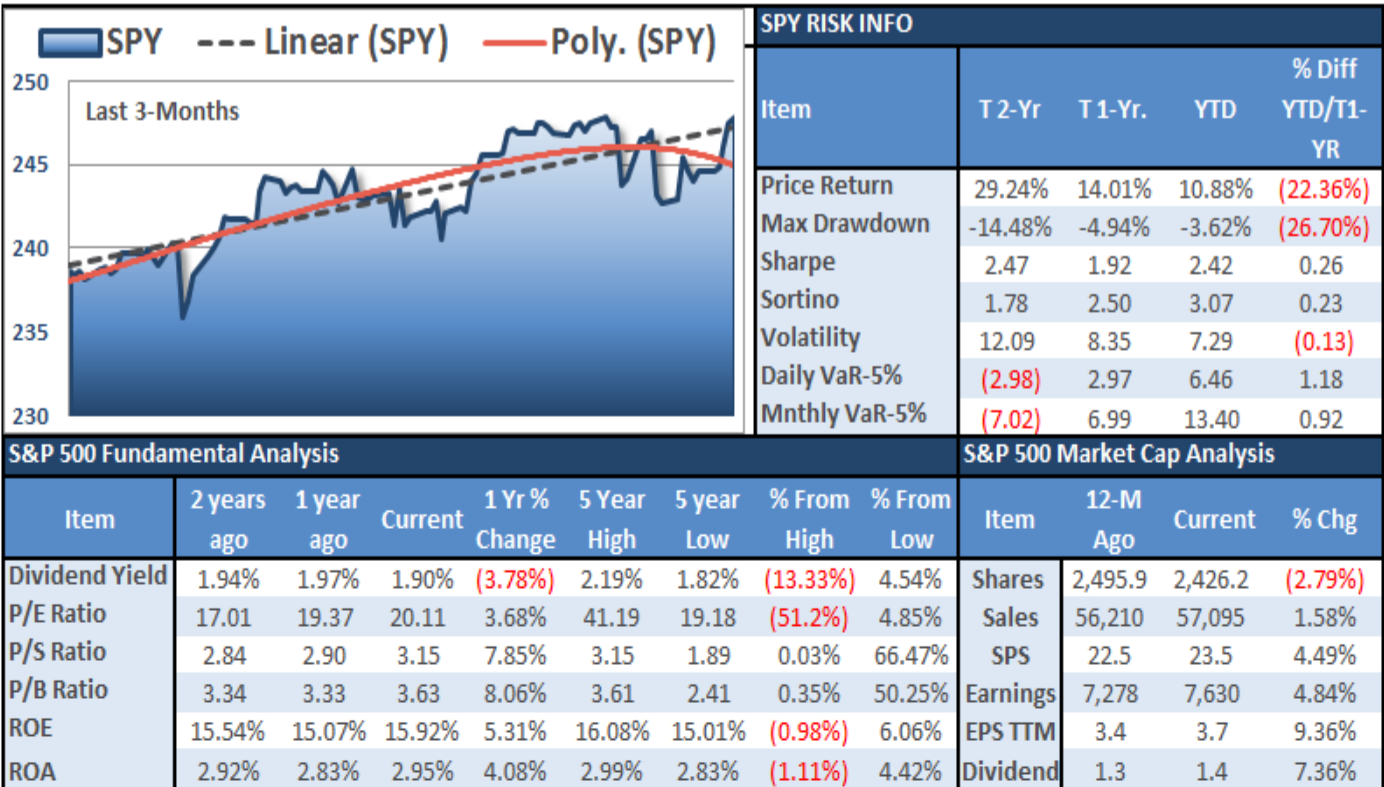 SPY Linear (SPY) Poly. (SPY)
250
Last 3-Months
245
240
235
230
SPY RISK INFO
Item T 2-Yr T 1-Yr. YTD % Diff YTD/T1-YR
Price Return 29.24% 14.01% 10.88% (22.36%)
Max Drawdown -14.48% -4.94% -3.62% (26.70%)
Sharpe 2.47 1.92 2.42 0.26
Sortino 1.78 2.50 3.07 0.23
Volatility 12.09 8.35 7.29 (0.13)
Daily VaR-5% (2.98) 2.97 6.46 1.18
Mnthly VaR-5% (7.02) 6.99 13.40 0.92
S&P 500 Fundamental Analysis
Item 2 years ago 1 year ago Current 1 Yr % Change 5 Year High 5 year Low % From High % From Low
Dividend Yield 1.94% 1.97% 1.90% (3.78%) 2.19% 1.82% (13.33%) 4.54%
P/E Ratio 17.01 19.37 20.11 3.68% 41.19 19.18 (51.2%) 4.85%
P/S Ratio 2.84 2.90 3.15 7.85% 3.15 1.89 0.03% 66.47%
P/B Ratio 3.34 3.33 3.63 8.06% 3.61 2.41 0.35% 50.25%
ROE 15.54% 15.07% 15.92% 5.31% 16.08% 15.01% (0.98%) 6.06%
ROA 2.92% 2.83% 2.95% 4.08% 2.99% 2.83% (1.11%) 4.42%
S&P 500 Market Cap Analysis
Item 12-M Ago Current % Chg
Shares 2,495.9 2,426.2 (2.79%)
Sales 56,210 57,095 1.58%
SPS 22.5 23.5 4.49%
Earnings 7,278 7,630 4.84%
EPS TTM 3.4 3.7 9.36%
Dividend 1.3 1.4 7.36%